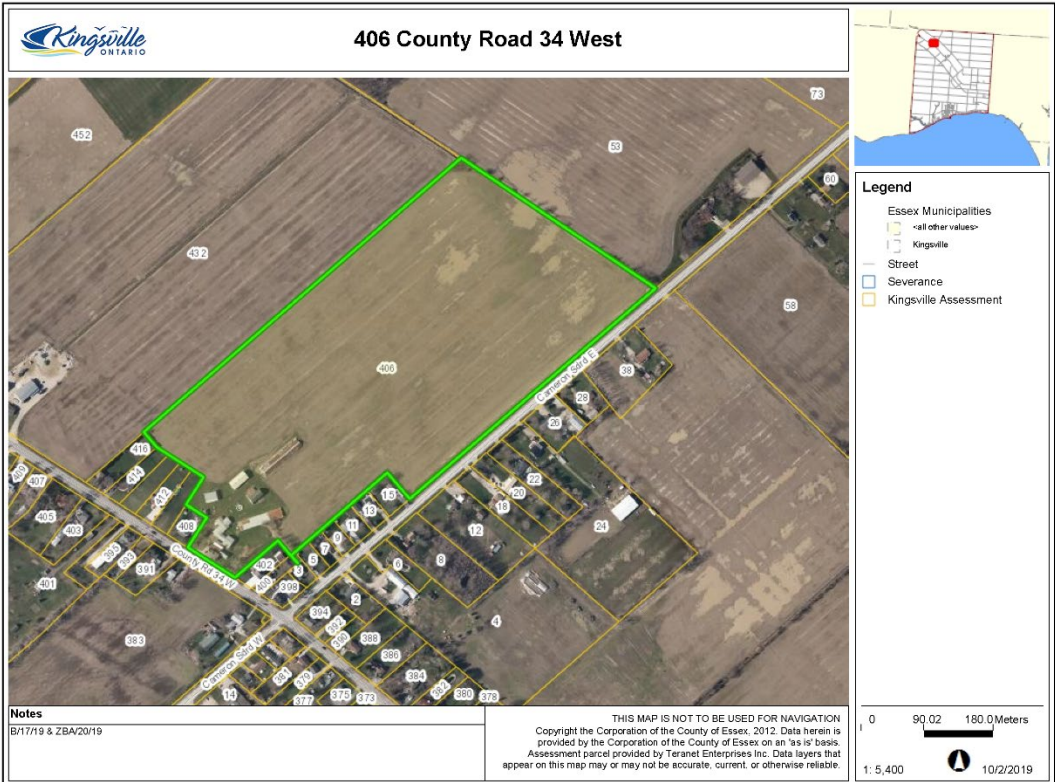 Kingsville
ONTARIO
406 County Road 34 West
452
73
53
60
432
58
406
Cameron Sdrd E
38
28
26
416
409
407
414
412
22
20
18
15
13
11
9
7
5
3
24
12
8
6
405
403
408
395
393
391
401
County Rd 34 W
402
400
398
2
4
394
392
390
388
386
384
382
380
378
383
Cameron Sdrd W
14
381
379
377
375
373
Legend
Essex Municipalities
<all other values>
Kingsville
Street
Severance
Kingsville Assessment
Notes
B/17/19 & ZBA/20/19
THIS MAP IS NOT TO BE USED FOR NAVIGATION
Copyright the Corporation of the County of Essex, 2012. Data herein is
provided by the Corporation of the County of Essex on an 'as is' basis.
Assessment parcel provided by Teranet Enterprises Inc. Data layers that
appear on this map may or may not be accurate, current, or otherwise reliable.
0 90.02 180.0 Meters
1: 5,400
10/2/2019